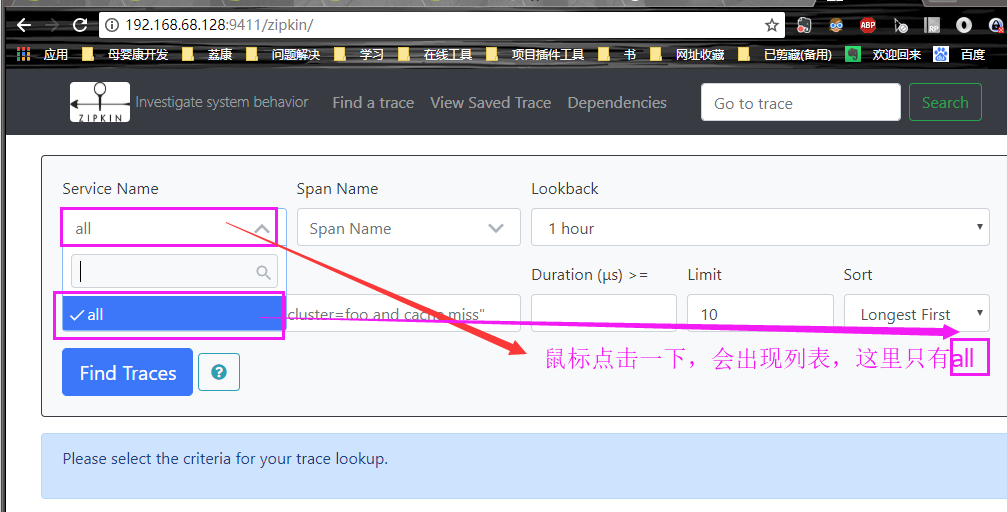 192.168.68.128:9411/zipkin/
ABP
RP
应用 母婴康开发 荔康 问题解决 学习 在线工具 项目插件工具 书 网址收藏 已剪藏(备用) 欢迎回来 百度
ZIPKIN Investigate system behavior Find a trace View Saved Trace Dependencies Go to trace Search
Service Name Span Name Lookback
all Span Name 1 hour
Duration (μs) >= Limit Sort
all cluster=foo and cache.miss" 10 Longest First
Find Traces ? 鼠标点击一下，会出现列表，这里只有all
Please select the criteria for your trace lookup.